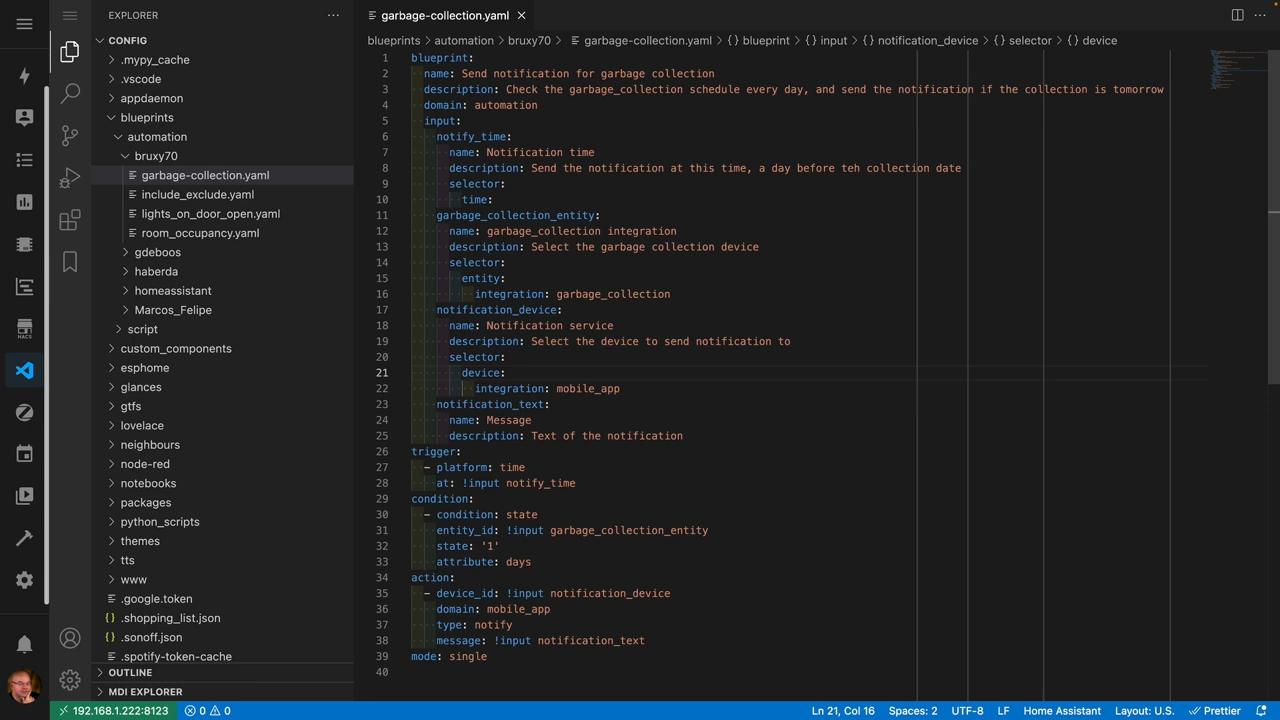 EXPLORER
garbage-collection.yaml
blueprints > automation > bruxy70 > garbage-collection.yaml > {} blueprint > {} input > {} notification_device > {} selector > {} device
CONFIG
.mypy_cache
.vscode
appdaemon
blueprints
automation
bruxy70
garbage-collection.yaml
include_exclude.yaml
lights_on_door_open.yaml
room_occupancy.yaml
gdeboos
haberda
homeassistant
Marcos_Felipe
script
custom_components
esphome
glances
gtfs
lovelace
neighbours
node-red
notebooks
packages
python_scripts
themes
tts
www
.google.token
{} .shopping_list.json
{} .sonoff.json
.spotify-token-cache
OUTLINE
MDI EXPLORER
HACS
1 blueprint:
2 name: Send notification for garbage collection
3 description: Check the garbage_collection schedule every day, and send the notification if the collection is tomorrow
4 domain: automation
5 input:
6 notify_time:
7 name: Notification time
8 description: Send the notification at this time, a day before teh collection date
9 selector:
10 time:
11 garbage_collection_entity:
12 name: garbage_collection integration
13 description: Select the garbage collection device
14 selector:
15 entity:
16 integration: garbage_collection
17 notification_device:
18 name: Notification service
19 description: Select the device to send notification to
20 selector:
21 device:
22 integration: mobile_app
23 notification_text:
24 name: Message
25 description: Text of the notification
26 trigger:
27 - platform: time
28 at: !input notify_time
29 condition:
30 - condition: state
31 entity_id: !input garbage_collection_entity
32 state: '1'
33 attribute: days
34 action:
35 - device_id: !input notification_device
36 domain: mobile_app
37 type: notify
38 message: !input notification_text
39 mode: single
40
192.168.1.222:8123 0 0 Ln 21, Col 16 Spaces: 2 UTF-8 LF Home Assistant Layout: U.S. Prettier